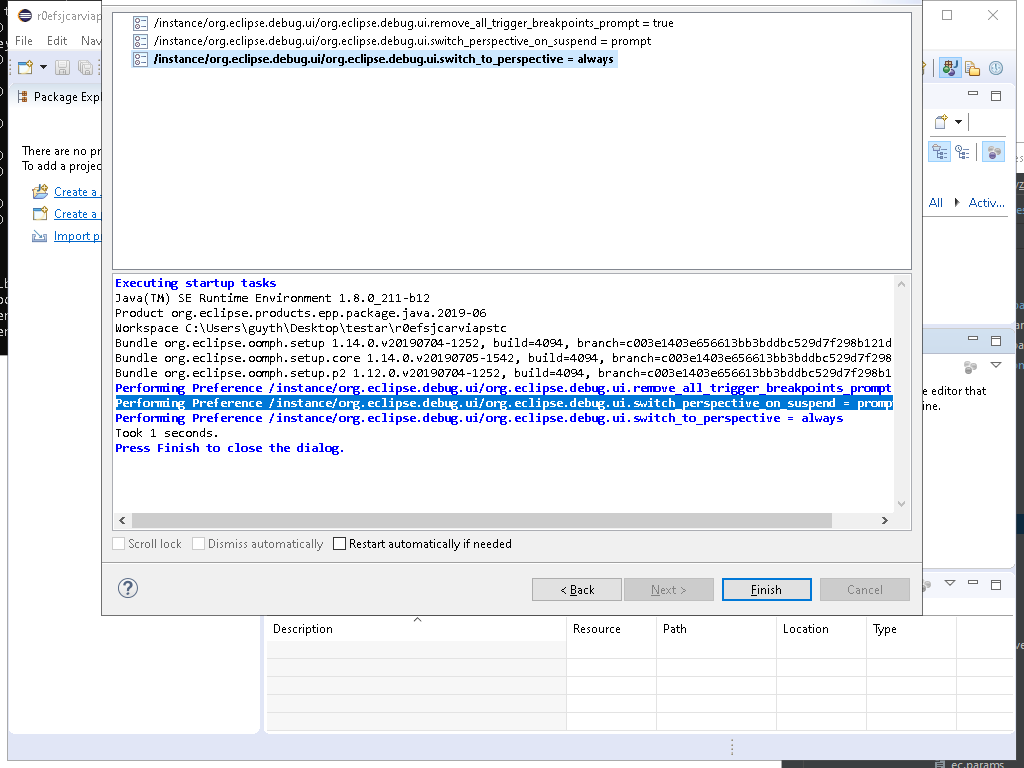 r0efsjcarviap
File Edit Nav
Package Expl
There are no pr
To add a projec
Create a
Create a
Import p
/instance/org.eclipse.debug.ui/org.eclipse.debug.ui.remove_all_trigger_breakpoints_prompt = true
/instance/org.eclipse.debug.ui/org.eclipse.debug.ui.switch_perspective_on_suspend = prompt
/instance/org.eclipse.debug.ui/org.eclipse.debug.ui.switch_to_perspective = always
Executing startup tasks
Java(TM) SE Runtime Environment 1.8.0_211-b12
Product org.eclipse.products.epp.package.java.2019-06
Workspace C:\Users\guyth\Desktop\testar\r0efsjcarviapstc
Bundle org.eclipse.oomph.setup 1.14.0.v20190704-1252, build=4094, branch=c003e1403e656613bb3bddbc529d7f298b121d
Bundle org.eclipse.oomph.setup.core 1.14.0.v20190705-1542, build=4094, branch=c003e1403e656613bb3bddbc529d7f298
Bundle org.eclipse.oomph.setup.p2 1.12.0.v20190704-1252, build=4094, branch=c003e1403e656613bb3bddbc529d7f298b1
Performing Preference /instance/org.eclipse.debug.ui/org.eclipse.debug.ui.remove_all_trigger_breakpoints_prompt
Performing Preference /instance/org.eclipse.debug.ui/org.eclipse.debug.ui.switch_perspective_on_suspend = promp
Performing Preference /instance/org.eclipse.debug.ui/org.eclipse.debug.ui.switch_to_perspective = always
Took 1 seconds.
Press Finish to close the dialog.
Scroll lock Dismiss automatically Restart automatically if needed
< Back Next > Finish Cancel
All Activ...
e editor that
ine.
Description Resource Path Location Type
ec.params